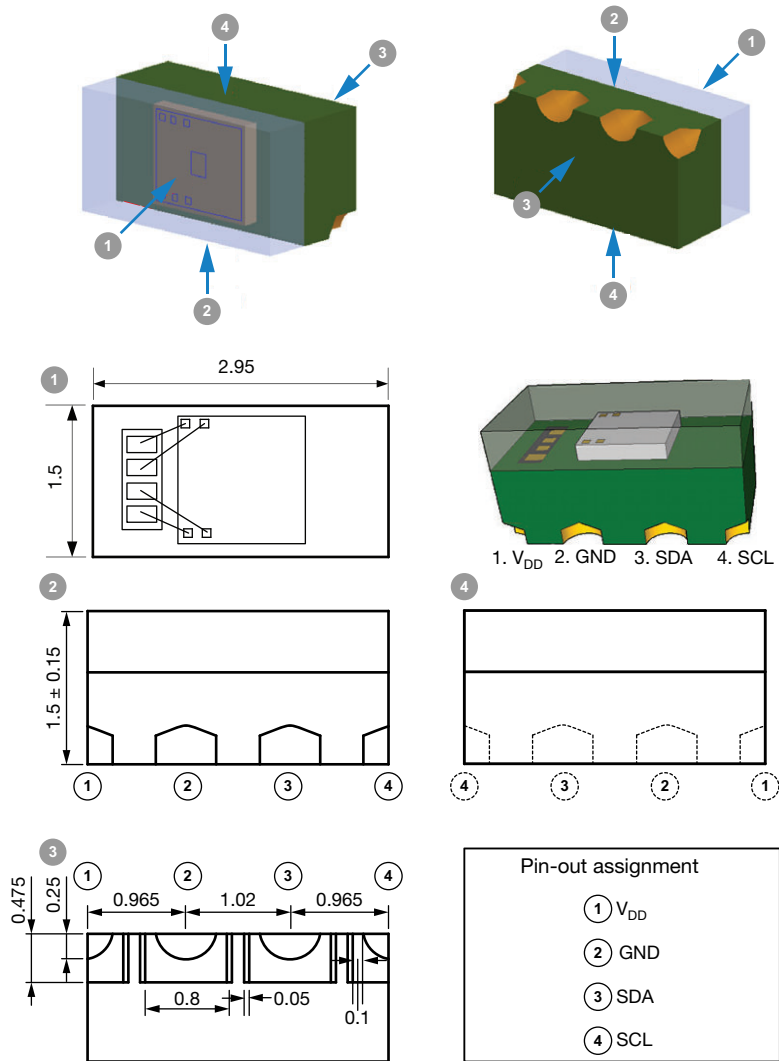 4
3
1
2
2
1
3
4
1
2.95
1.5
1. VDD 2. GND 3. SDA 4. SCL
2
1.5 ± 0.15
1 2 3 4
4
4 3 2 1
3
1 2 3 4
0.965 1.02 0.965
0.475
0.25
0.8 0.05 0.1
Pin-out assignment
1 VDD
2 GND
3 SDA
4 SCL